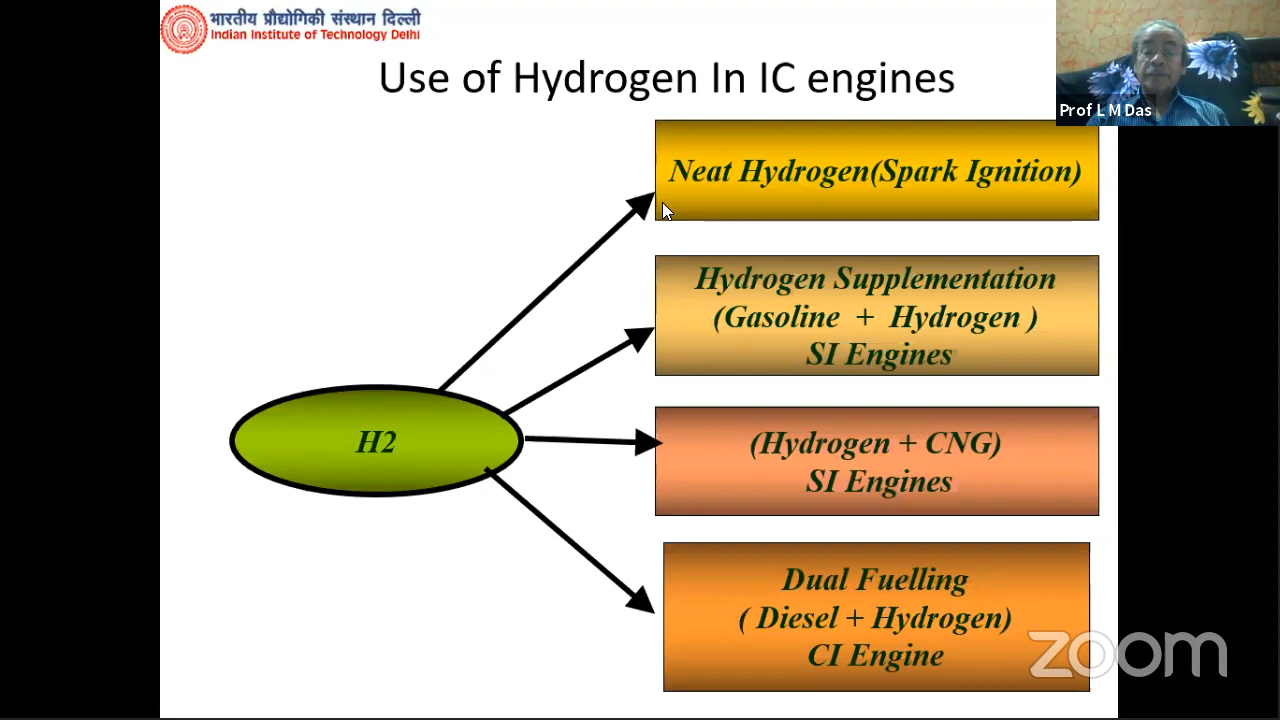 भारतीय प्रौद्योगिकी संस्थान दिल्ली
Indian Institute of Technology Delhi
Use of Hydrogen In IC engines
Prof L M Das
Neat Hydrogen(Spark Ignition)
Hydrogen Supplementation
(Gasoline + Hydrogen )
SI Engines
H2
(Hydrogen + CNG)
SI Engines
Dual Fuelling
( Diesel + Hydrogen)
CI Engine
zoom